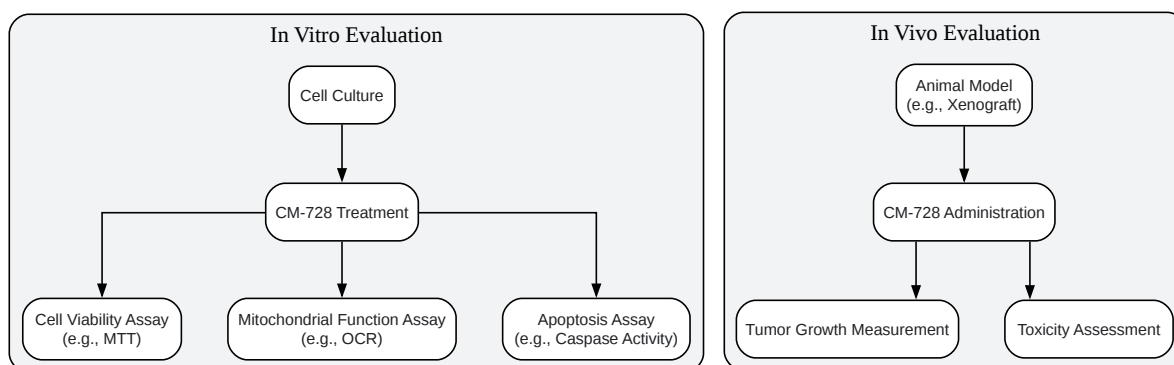 In Vitro Evaluation
Cell Culture
CM-728 Treatment
Cell Viability Assay
(e.g., MTT)
Mitochondrial Function Assay
(e.g., OCR)
Apoptosis Assay
(e.g., Caspase Activity)
In Vivo Evaluation
Animal Model
(e.g., Xenograft)
CM-728 Administration
Tumor Growth Measurement
Toxicity Assessment